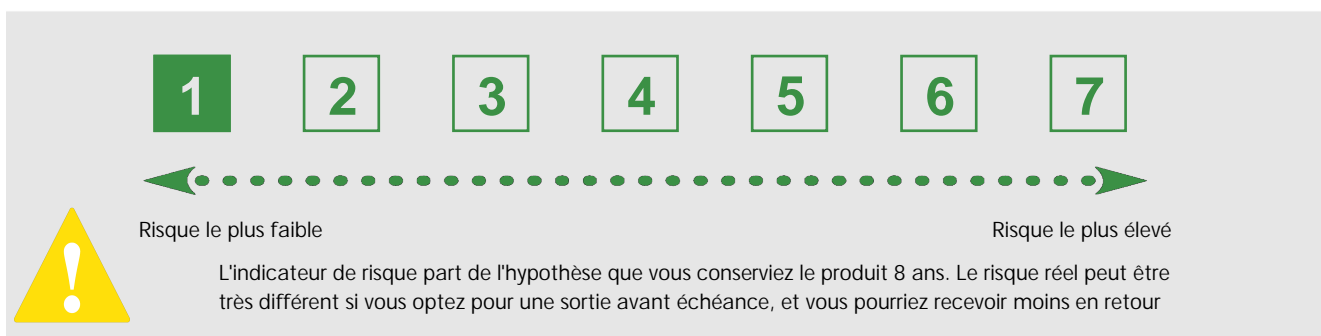 1 2 3 4 5 6 7
Risque le plus faible Risque le plus élevé
!
L'indicateur de risque part de l'hypothèse que vous conserviez le produit 8 ans. Le risque réel peut être
très différent si vous optez pour une sortie avant échéance, et vous pourriez recevoir moins en retour